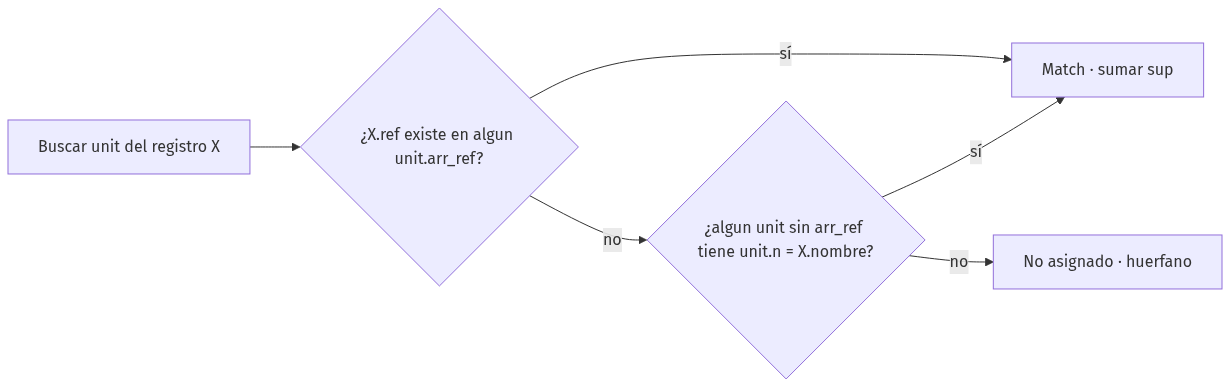 Buscar unit del registro X
¿X.ref existe en algun
unit.arr_ref?
sí
no
¿algun unit sin arr_ref
tiene unit.n = X.nombre?
sí
no
Match · sumar sup
No asignado · huerfano